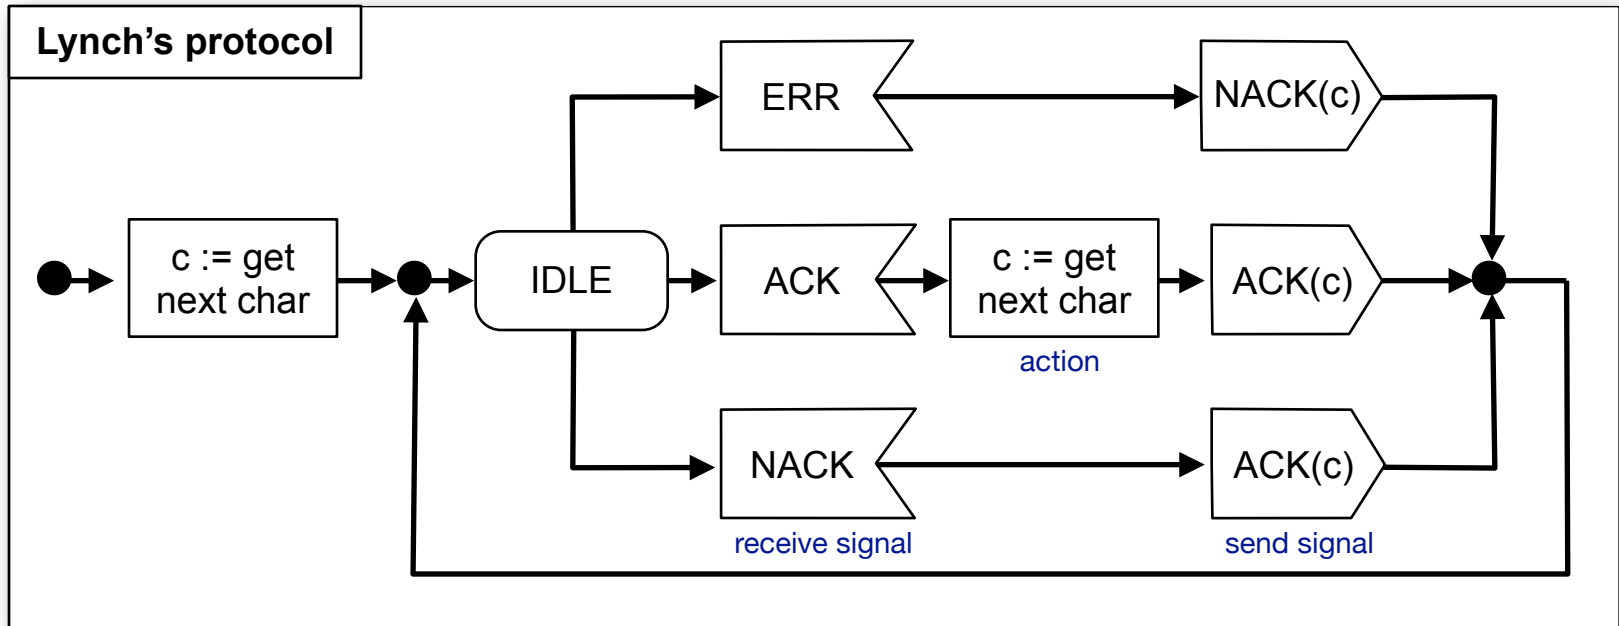 Lynch's protocol
ERR
NACK(c)
c := get
next char
IDLE
ACK
c := get
next char
ACK(c)
action
NACK
ACK(c)
receive signal
send signal